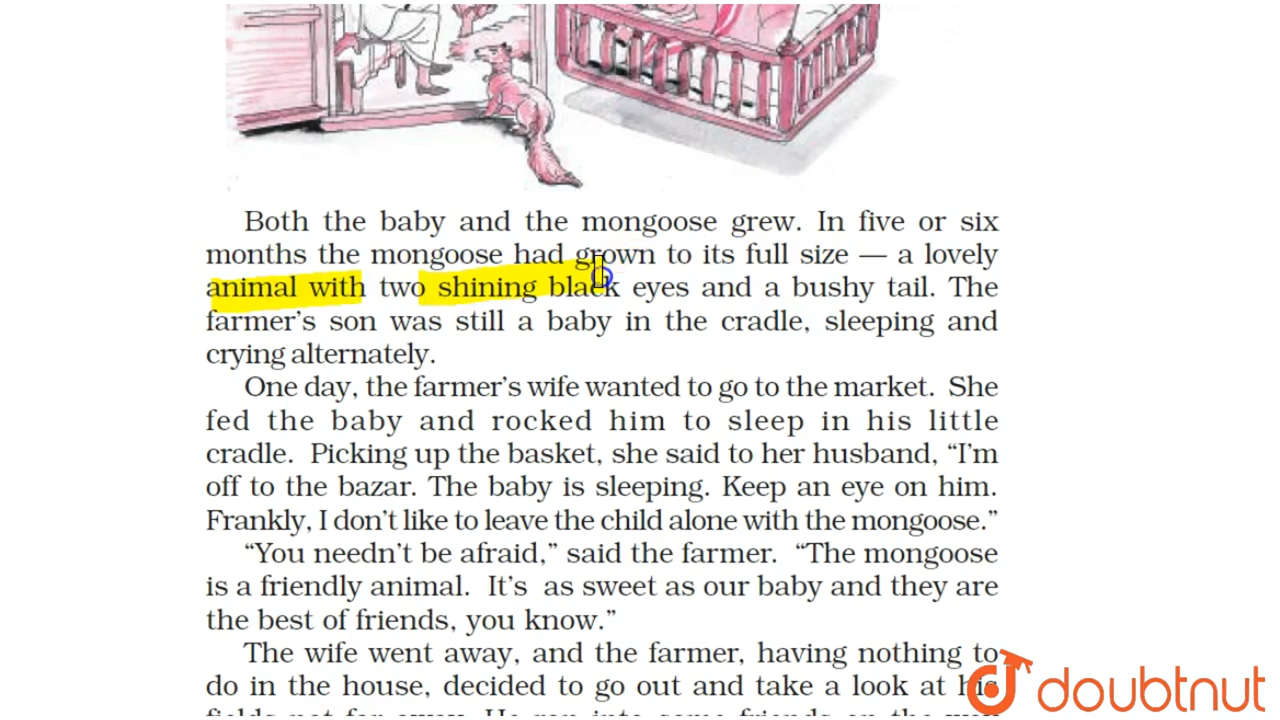 Both the baby and the mongoose grew. In five or six
months the mongoose had grown to its full size — a lovely
animal with two shining black eyes and a bushy tail. The
farmer's son was still a baby in the cradle, sleeping and
crying alternately.
One day, the farmer's wife wanted to go to the market. She
fed the baby and rocked him to sleep in his little
cradle. Picking up the basket, she said to her husband, “I'm
off to the bazar. The baby is sleeping. Keep an eye on him.
Frankly, I don't like to leave the child alone with the mongoose.”
“You needn't be afraid,” said the farmer. “The mongoose
is a friendly animal. It's as sweet as our baby and they are
the best of friends, you know.”
The wife went away, and the farmer, having nothing to
do in the house, decided to go out and take a look at his
doubtnut